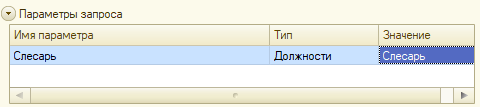 Параметры запроса
Имя параметра Тип Значение
Слесарь Должности Слесарь